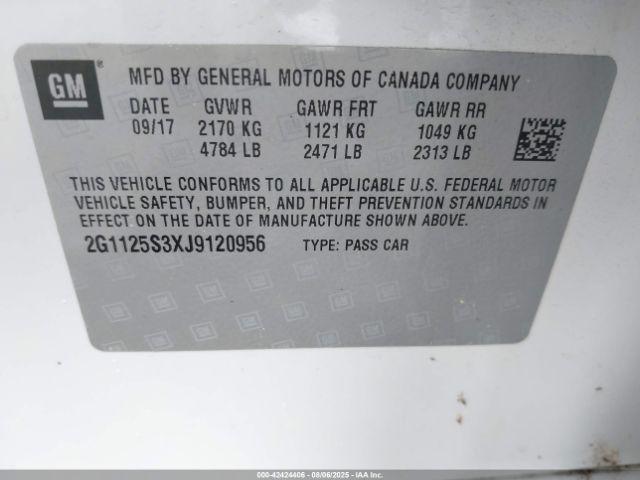 GM ®
MFD BY GENERAL MOTORS OF CANADA COMPANY
DATE GVWR GAWR FRT GAWR RR
09/17 2170 KG 1121 KG 1049 KG
4784 LB 2471 LB 2313 LB
THIS VEHICLE CONFORMS TO ALL APPLICABLE U.S. FEDERAL MOTOR
VEHICLE SAFETY, BUMPER, AND THEFT PREVENTION STANDARDS IN
EFFECT ON THE DATE OF MANUFACTURE SHOWN ABOVE.
2G1125S3XJ9120956 TYPE: PASS CAR
000-42424406 - 08/06/2025 - IAAI.COM